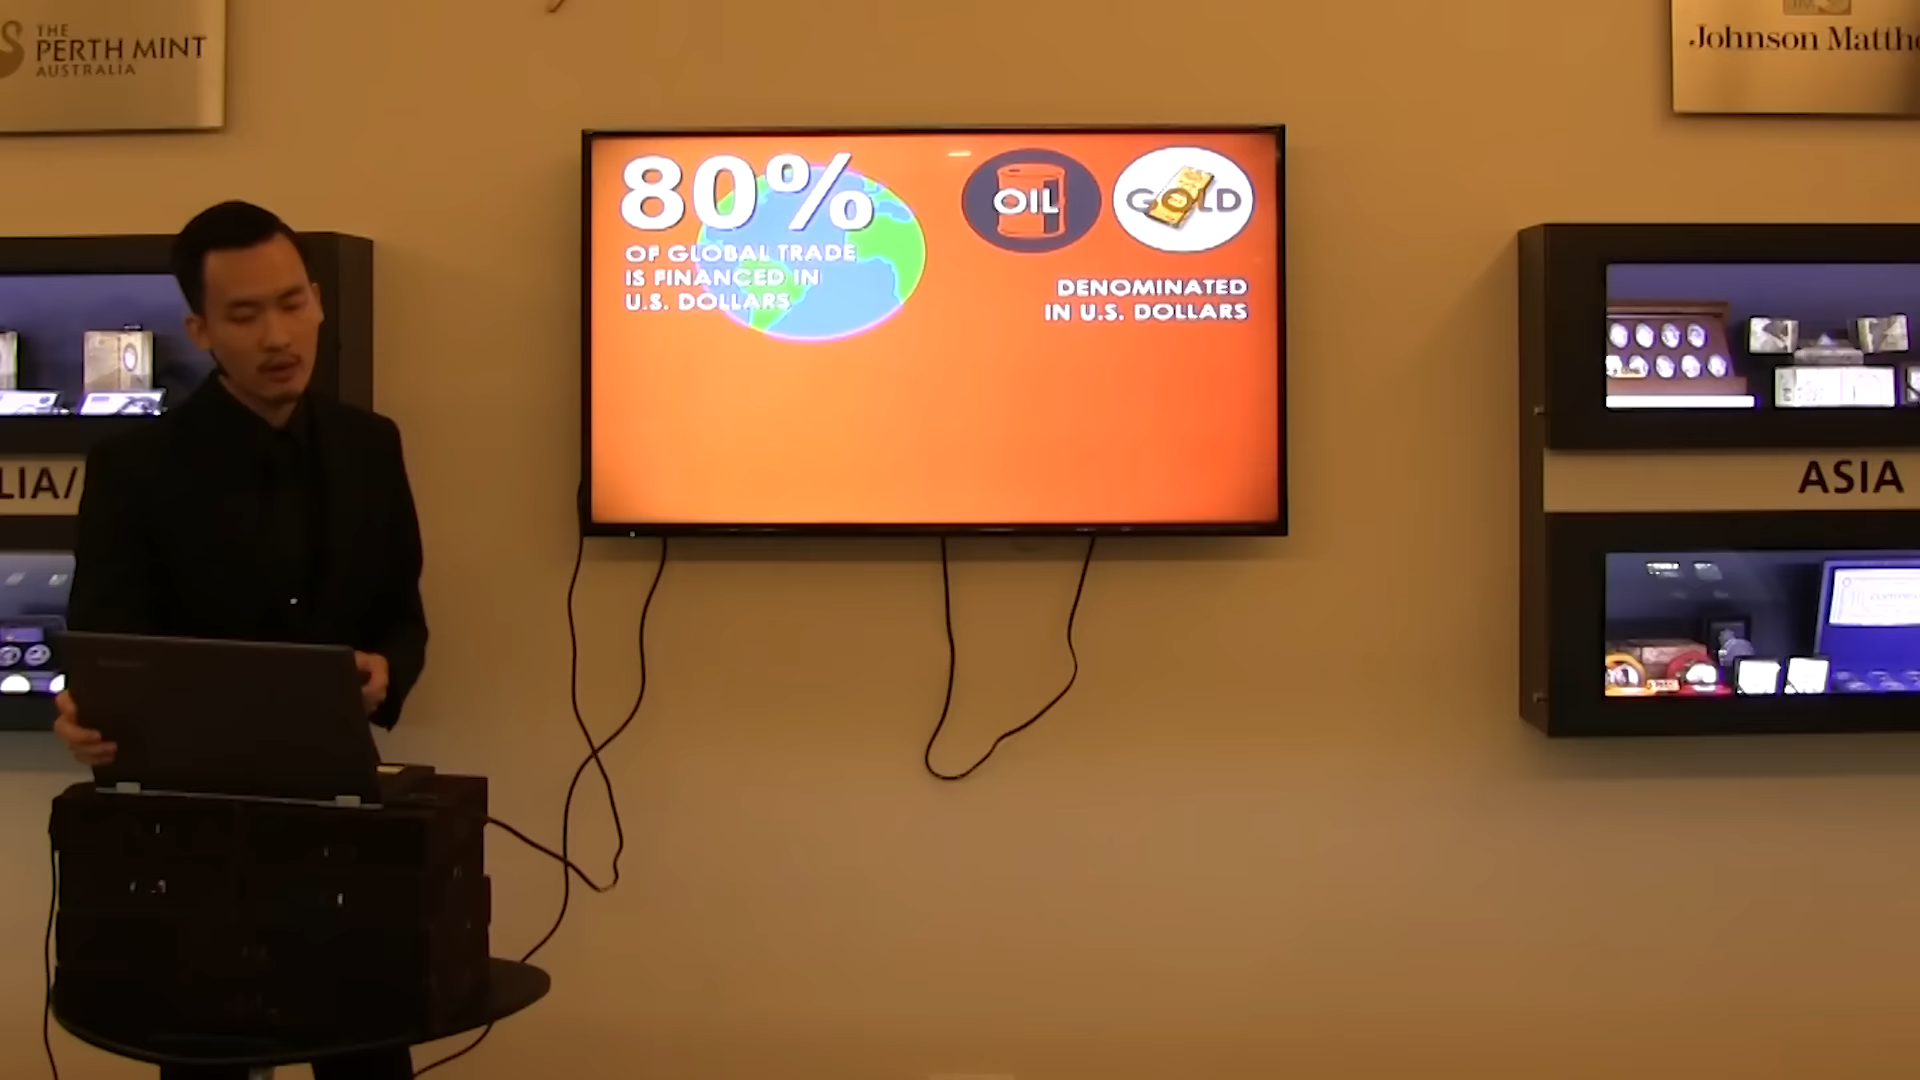 THE
PERTH MINT
AUSTRALIA
Johnson Matthe
80%
OF GLOBAL TRADE
IS FINANCED IN
U.S. DOLLARS
OIL
GOLD
DENOMINATED
IN U.S. DOLLARS
LIA/
ASIA